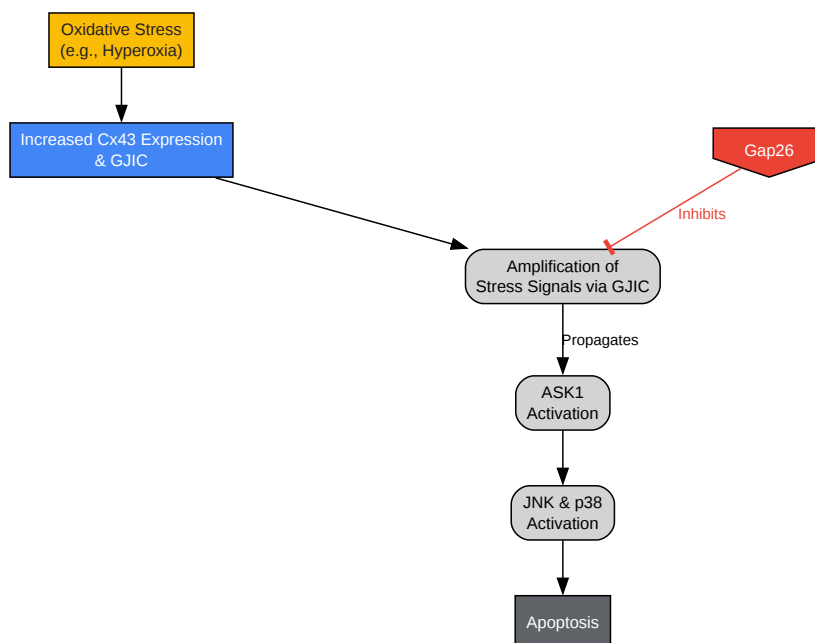 Oxidative Stress
(e.g., Hyperoxia)
Increased Cx43 Expression
& GJIC
Gap26
Inhibits
Amplification of
Stress Signals via GJIC
Propagates
ASK1
Activation
JNK & p38
Activation
Apoptosis